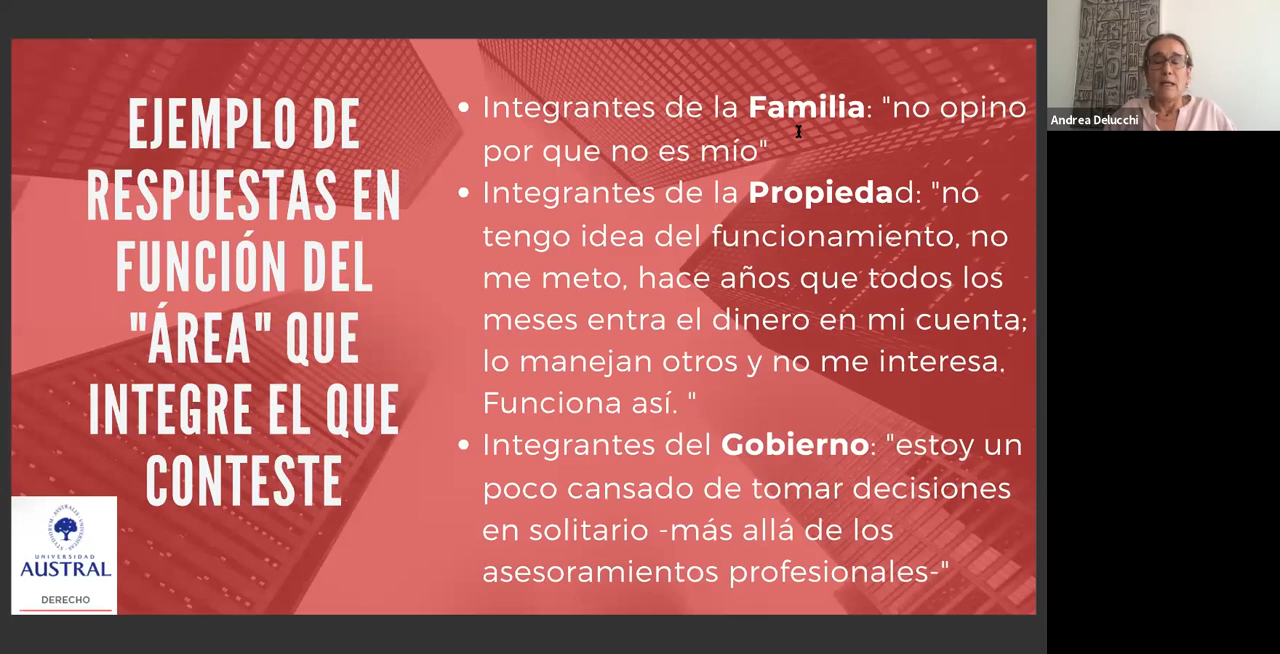 EJEMPLO DE
RESPUESTAS EN
FUNCIÓN DEL
"ÁREA" QUE
INTEGRE EL QUE
CONTESTE
• Integrantes de la Familia: "no opino
por que no es mío"
• Integrantes de la Propiedad: "no
tengo idea del funcionamiento, no
me meto, hace años que todos los
meses entra el dinero en mi cuenta;
lo manejan otros y no me interesa.
Funciona así. "
• Integrantes del Gobierno: "estoy un
poco cansado de tomar decisiones
en solitario -más allá de los
asesoramientos profesionales-"
UNIVERSIDAD
AUSTRAL
DERECHO
Andrea Delucchi